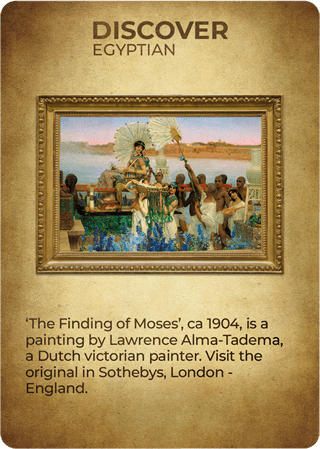 DISCOVER
EGYPTIAN
‘The Finding of Moses’, ca 1904, is a
painting by Lawrence Alma-Tadema,
a Dutch victorian painter. Visit the
original in Sothebys, London -
England.